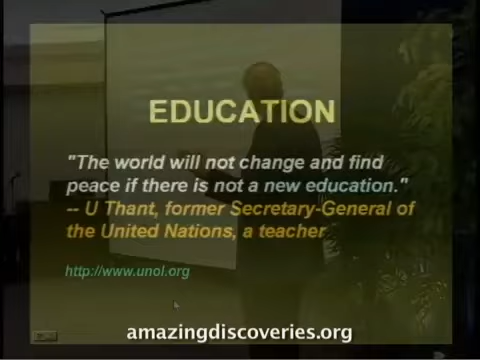 EDUCATION
"The world will not change and find
peace if there is not a new education."
-- U Thant, former Secretary-General of
the United Nations, a teacher
http://www.unol.org
amazingdiscoveries.org